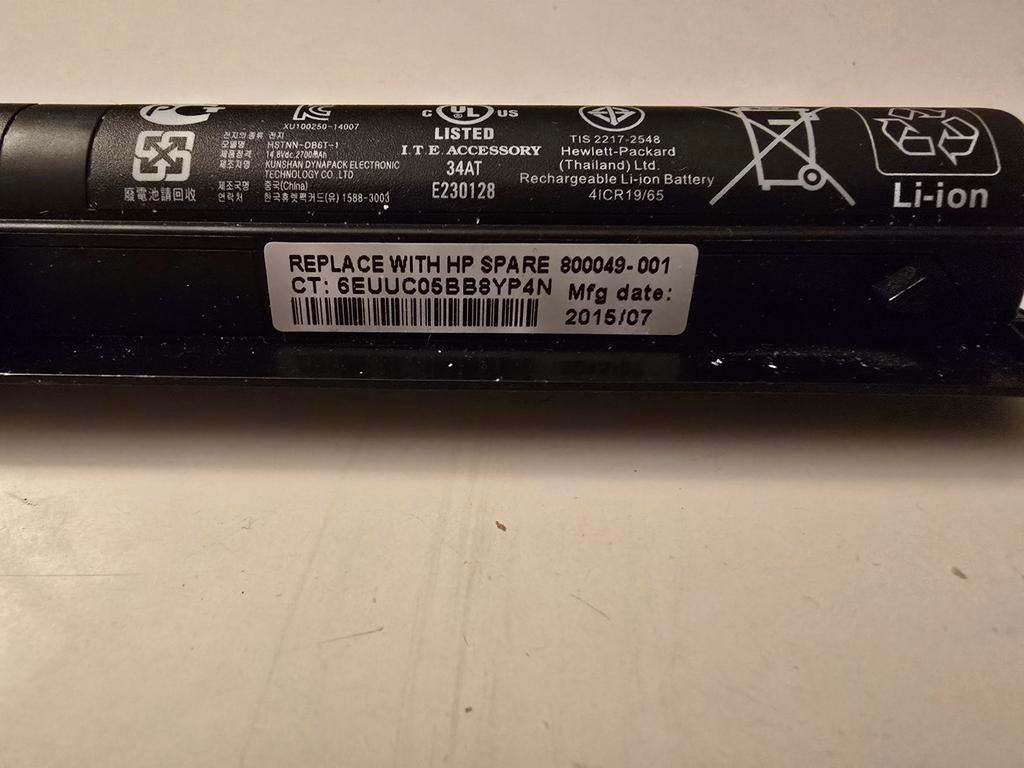 廢電池請回收
XU100250-14007
전지의 종류 전지
모델명 HSTNN-DB6T-1
제품정격 14.8Vdc, 2700mAh
제조자명 KUNSHAN DYNAPACK ELECTRONIC
TECHNOLOGY CO.,LTD
제조국명 중국(China)
연락처 한국휴렛팩커드(유) 1588-3003
C UL US
LISTED
I.T.E. ACCESSORY
34AT
E230128
TIS 2217-2548
Hewlett-Packard
(Thailand) Ltd.
Rechargeable Li-ion Battery
4ICR19/65
Li-ion
REPLACE WITH HP SPARE 800049-001
CT: 6EUUC05BB8YP4N
Mfg date:
2015/07